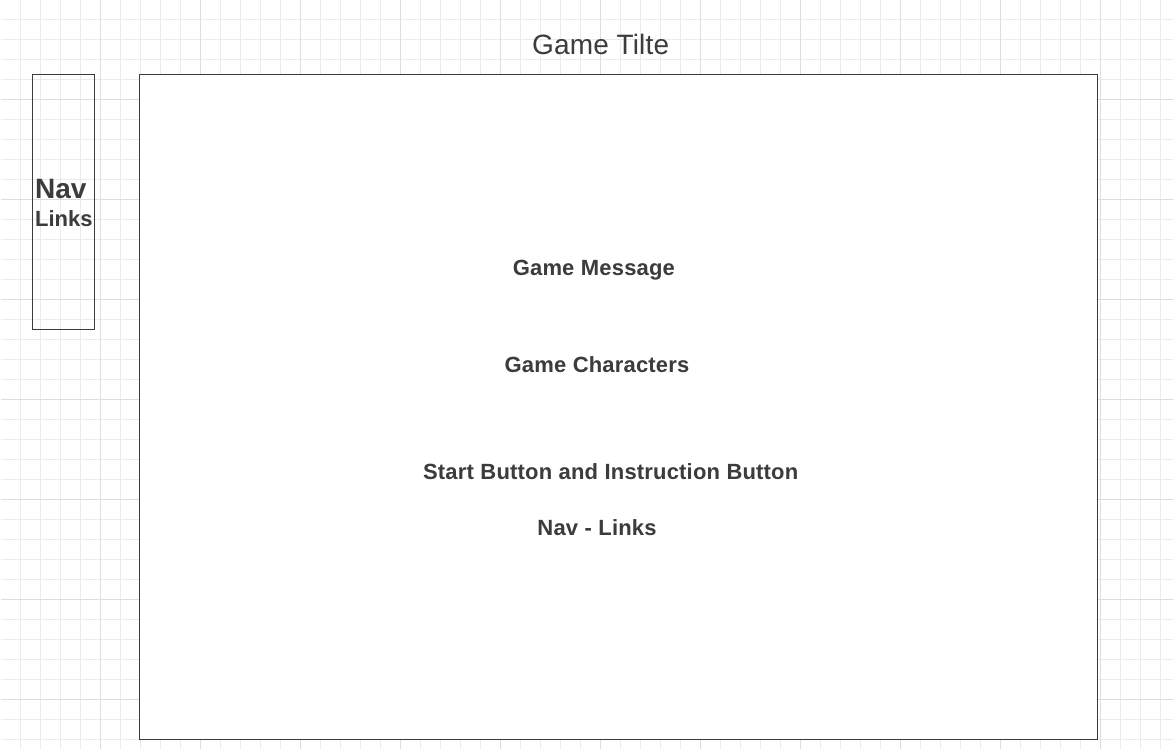 Game Tilte
Nav
Links
Game Message
Game Characters
Start Button and Instruction Button
Nav - Links